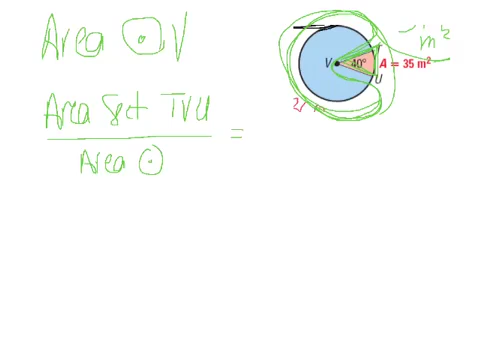 Area ⊙ V
Area Sect TVU
Area ⊙
=
T
m²
V
40°
A = 35 m²
U